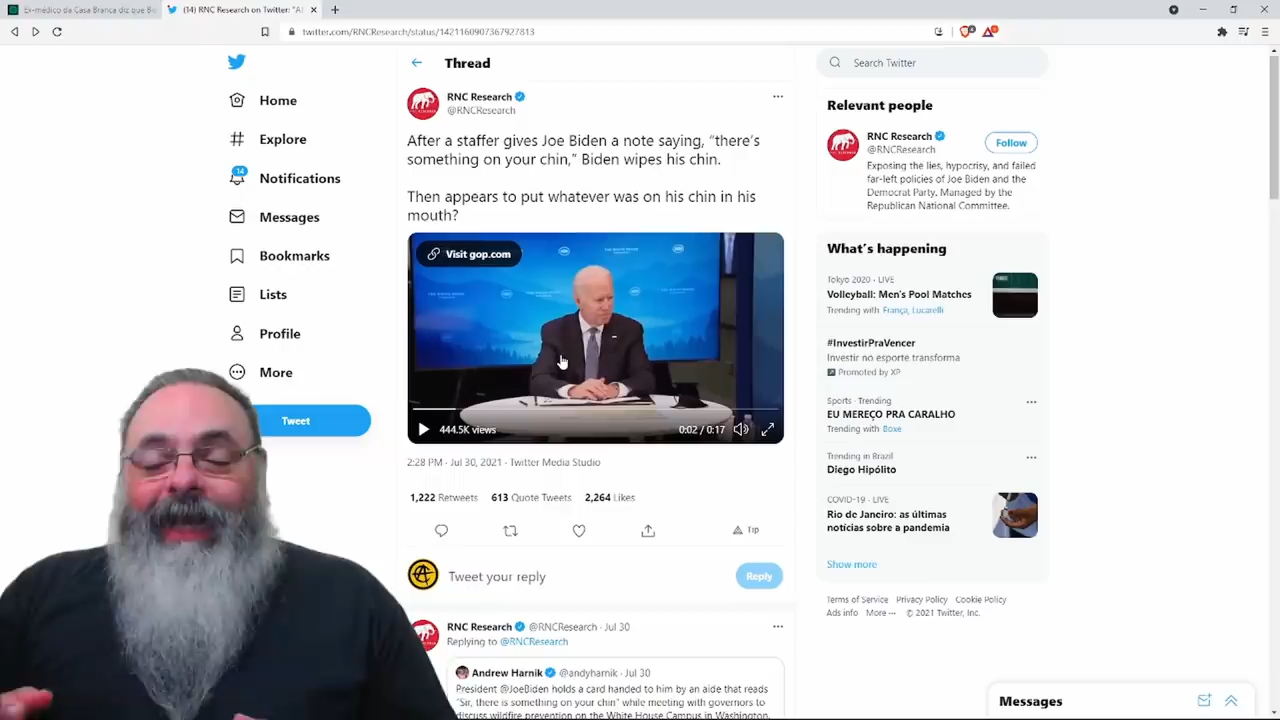 Ex-médico da Casa Branca diz que Bi
(14) RNC Research on Twitter: "Af
twitter.com/RNCResearch/status/1421160907367927813
Home
Explore
14
Notifications
Messages
Bookmarks
Lists
Profile
More
Tweet
Thread
RNC Research
@RNCResearch
After a staffer gives Joe Biden a note saying, “there’s
something on your chin,” Biden wipes his chin.
Then appears to put whatever was on his chin in his
mouth?
Visit gop.com
444.5K views
0:02 / 0:17
2:28 PM · Jul 30, 2021 · Twitter Media Studio
1,222 Retweets 613 Quote Tweets 2,264 Likes
Tip
Tweet your reply
Reply
RNC Research @RNCResearch · Jul 30
Replying to @RNCResearch
Andrew Harnik @andyharnik · Jul 30
President @JoeBiden holds a card handed to him by an aide that reads
"Sir, there is something on your chin" while meeting with governors to
discuss wildfire prevention on the White House Campus in Washington,
Search Twitter
Relevant people
RNC Research
@RNCResearch
Follow
Exposing the lies, hypocrisy, and failed
far-left policies of Joe Biden and the
Democrat Party. Managed by the
Republican National Committee.
What’s happening
Tokyo 2020 · LIVE
Volleyball: Men's Pool Matches
Trending with França, Lucarelli
#InvestirPraVencer
Investir no esporte transforma
Promoted by XP
Sports · Trending
EU MEREÇO PRA CARALHO
Trending with Boxe
Trending in Brazil
Diego Hipólito
COVID-19 · LIVE
Rio de Janeiro: as últimas
notícias sobre a pandemia
Show more
Terms of Service Privacy Policy Cookie Policy
Ads info More ··· © 2021 Twitter, Inc.
Messages